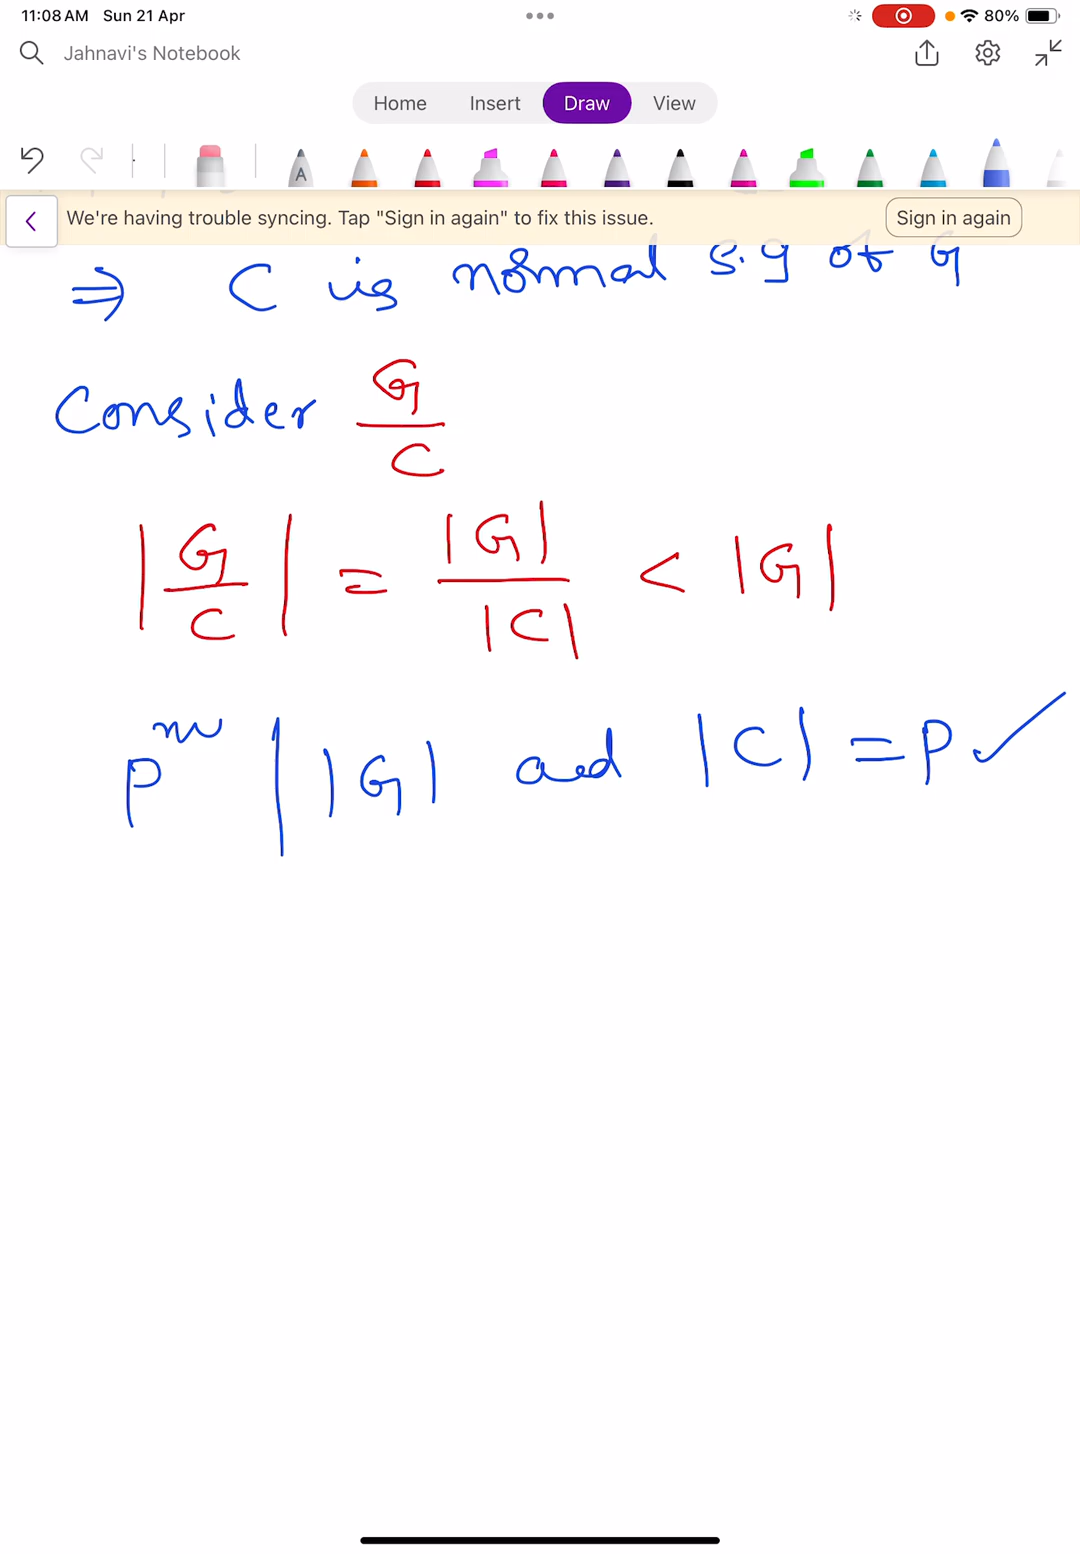 11:08 AM Sun 21 Apr 80%
Jahnavi's Notebook
Home Insert Draw View
A
We're having trouble syncing. Tap "Sign in again" to fix this issue. Sign in again
⇒ C is normal s.g of G
Consider G/C
|G/C| = |G|/|C| < |G|
p^m | |G| and |C| = P ✓